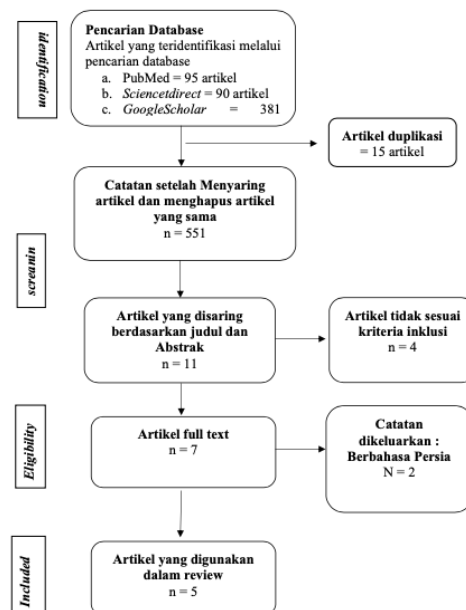 identification
Pencarian Database
Artikel yang teridentifikasi melalui
pencarian database
a. PubMed = 95 artikel
b. Sciencedirect = 90 artikel
c. GoogleScholar = 381
Artikel duplikasi
= 15 artikel
Catatan setelah Menyaring
artikel dan menghapus artikel
yang sama
n = 551
screanin
Artikel yang disaring
berdasarkan judul dan
Abstrak
n = 11
Artikel tidak sesuai
kriteria inklusi
n = 4
Eligibility
Artikel full text
n = 7
Catatan
dikeluarkan :
Berbahasa Persia
N = 2
Included
Artikel yang digunakan
dalam review
n = 5